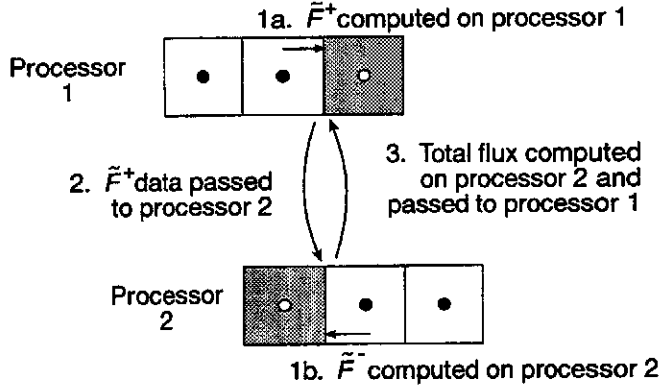 1a. F̃⁺ computed on processor 1
Processor
1
2. F̃⁺ data passed
to processor 2
3. Total flux computed
on processor 2 and
passed to processor 1
Processor
2
1b. F̃⁻ computed on processor 2